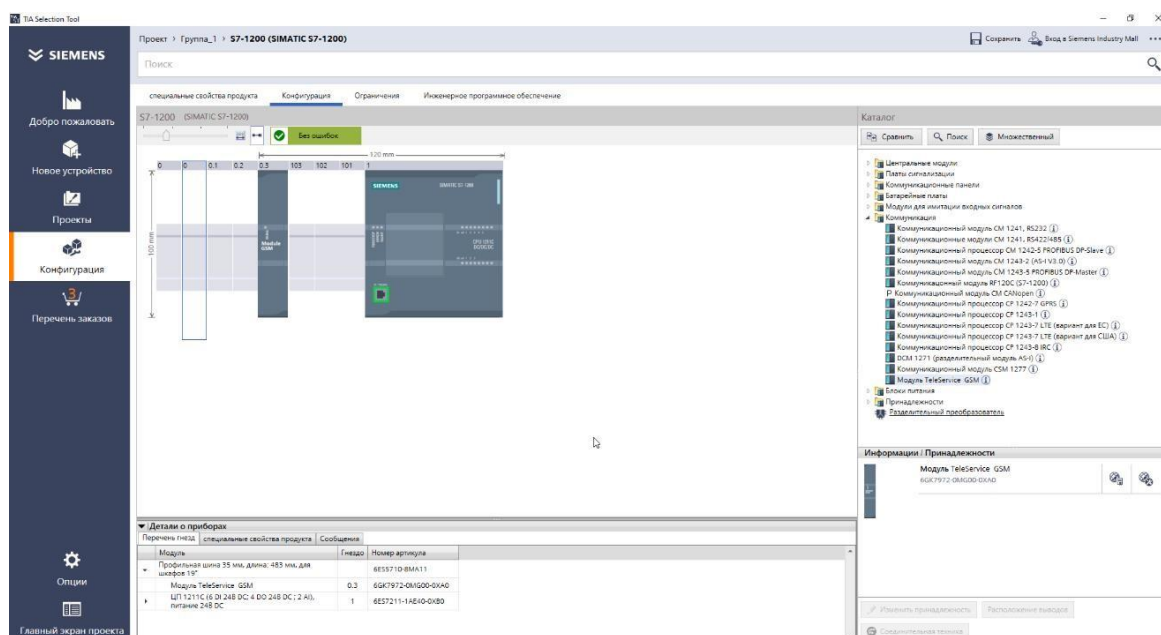 TIA Selection Tool
SIEMENS
Проект > Группа_1 > S7-1200 (SIMATIC S7-1200)
Сохранить
Вход в Siemens Industry Mall
Поиск
специальные свойства продукта
Конфигурация
Ограничения
Инженерное программное обеспечение
Добро пожаловать
Новое устройство
Проекты
Конфигурация
3
Перечень заказов
Опции
Главный экран проекта
S7-1200 (SIMATIC S7-1200)
Без ошибок
120 mm
0 0 0.1 0.2 0.3 103 102 101 1
100 mm
Module
GSM
SIEMENS
SIMATIC S7-1200
CPU 1211C
DC/DC/DC
Каталог
Сравнить
Поиск
Множественный
Центральные модули
Платы сигнализации
Коммуникационные панели
Батарейные платы
Модули для имитации входных сигналов
Коммуникация
Коммуникационный модуль CM 1241, RS232
Коммуникационные модули CM 1241, RS422/485
Коммуникационный процессор CM 1242-5 PROFIBUS DP-Slave
Коммуникационный модуль CM 1243-2 (AS-i V3.0)
Коммуникационный модуль CM 1243-5 PROFIBUS DP-Master
Коммуникационный модуль RF120C (S7-1200)
P Коммуникационный модуль CM CANopen
Коммуникационный процессор CP 1242-7 GPRS
Коммуникационный процессор CP 1243-1
Коммуникационный процессор CP 1243-7 LTE (вариант для ЕС)
Коммуникационный процессор CP 1243-7 LTE (вариант для США)
Коммуникационный процессор CP 1243-8 IRC
DCM 1271 (разделительный модуль AS-i)
Коммуникационный модуль CSM 1277
Модуль TeleService GSM
Блоки питания
Принадлежности
Разделительный преобразователь
Информации / Принадлежности
Модуль TeleService GSM
6GK7972-0MG00-0XA0
Изменить принадлежность
Расположение выводов
Соединительная техника
Детали о приборах
Перечень гнезд
специальные свойства продукта
Сообщения
Модуль Гнездо Номер артикула
Профильная шина 35 мм, длина: 483 мм, для
шкафов 19" 6ES5710-8MA11
Модуль TeleService GSM 0.3 6GK7972-0MG00-0XA0
ЦП 1211C (6 DI 24В DC; 4 DO 24В DC ; 2 AI),
питание 24В DC 1 6ES7211-1AE40-0XB0